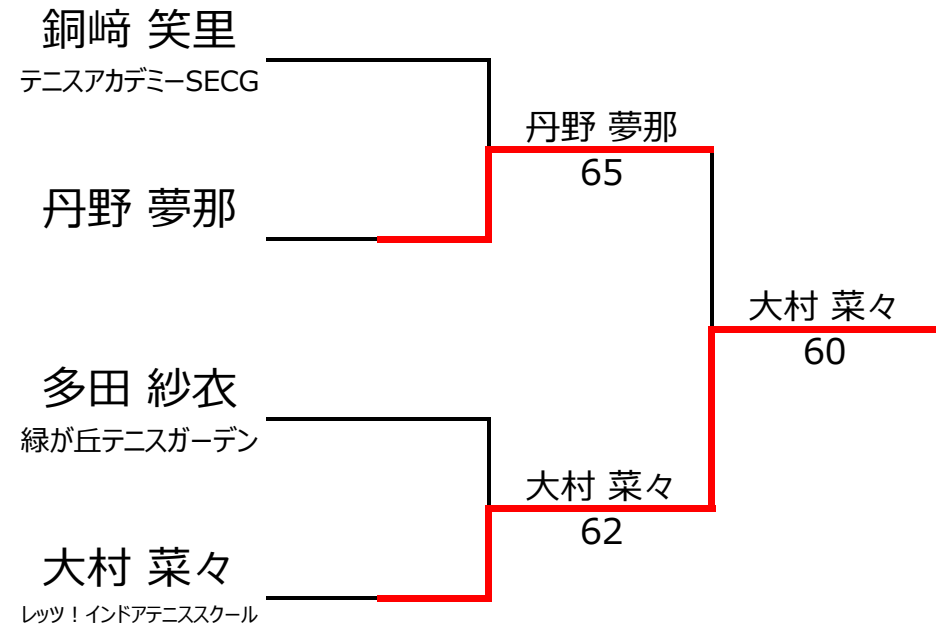 銅﨑 笑里
テニスアカデミーSECG
丹野 夢那
65
丹野 夢那
大村 菜々
60
多田 紗衣
緑が丘テニスガーデン
大村 菜々
62
大村 菜々
レッツ！インドアテニススクール